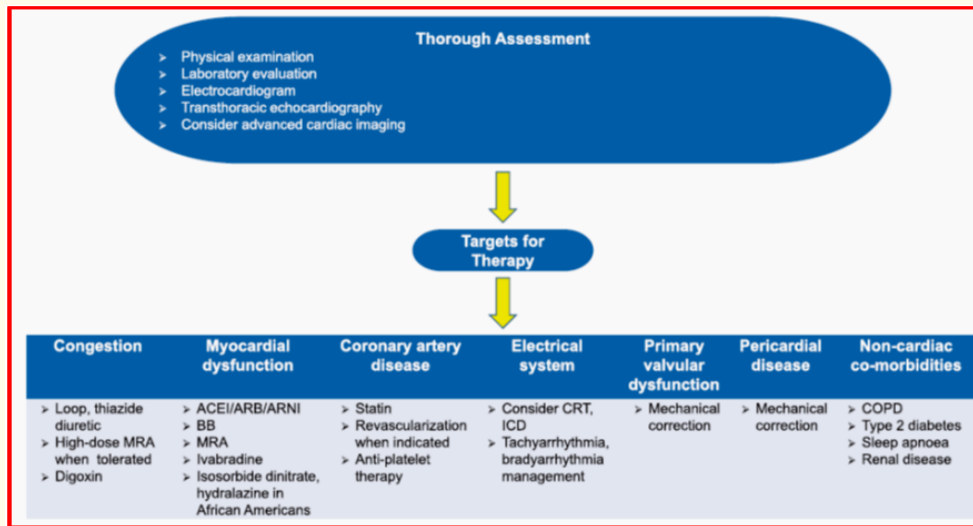 Thorough Assessment
➢ Physical examination
➢ Laboratory evaluation
➢ Electrocardiogram
➢ Transthoracic echocardiography
➢ Consider advanced cardiac imaging
Targets for
Therapy
Congestion
➢ Loop, thiazide
diuretic
➢ High-dose MRA
when tolerated
➢ Digoxin
Myocardial
dysfunction
➢ ACEI/ARB/ARNI
➢ BB
➢ MRA
➢ Ivabradine
➢ Isosorbide dinitrate,
hydralazine in
African Americans
Coronary artery
disease
➢ Statin
➢ Revascularization
when indicated
➢ Anti-platelet
therapy
Electrical
system
➢ Consider CRT,
ICD
➢ Tachyarrhythmia,
bradyarrhythmia
management
Primary
valvular
dysfunction
➢ Mechanical
correction
Pericardial
disease
➢ Mechanical
correction
Non-cardiac
co-morbidities
➢ COPD
➢ Type 2 diabetes
➢ Sleep apnoea
➢ Renal disease